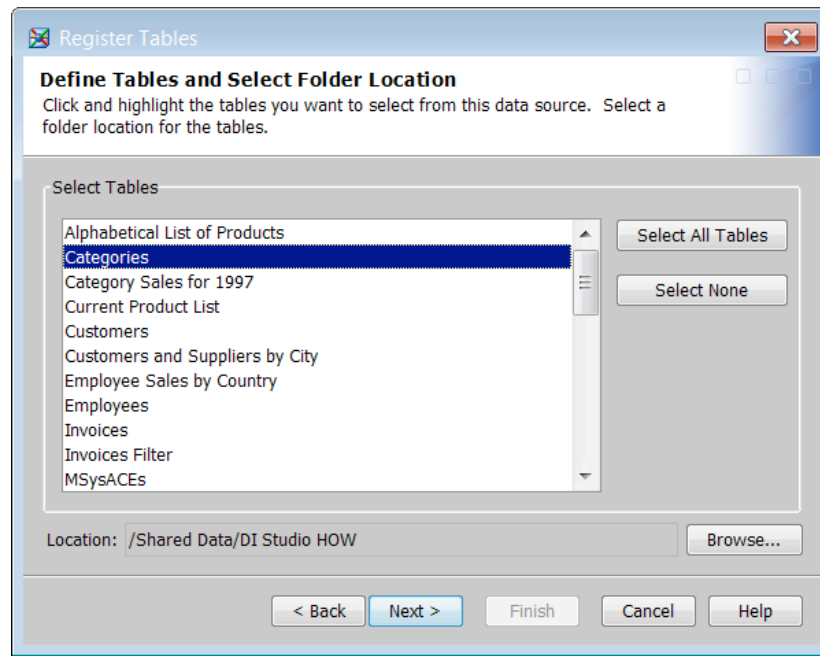 Register Tables
Define Tables and Select Folder Location
Click and highlight the tables you want to select from this data source. Select a
folder location for the tables.
Select Tables
Alphabetical List of Products
Categories
Category Sales for 1997
Current Product List
Customers
Customers and Suppliers by City
Employee Sales by Country
Employees
Invoices
Invoices Filter
MSysACEs
Select All Tables
Select None
Location: /Shared Data/DI Studio HOW Browse...
< Back Next > Finish Cancel Help